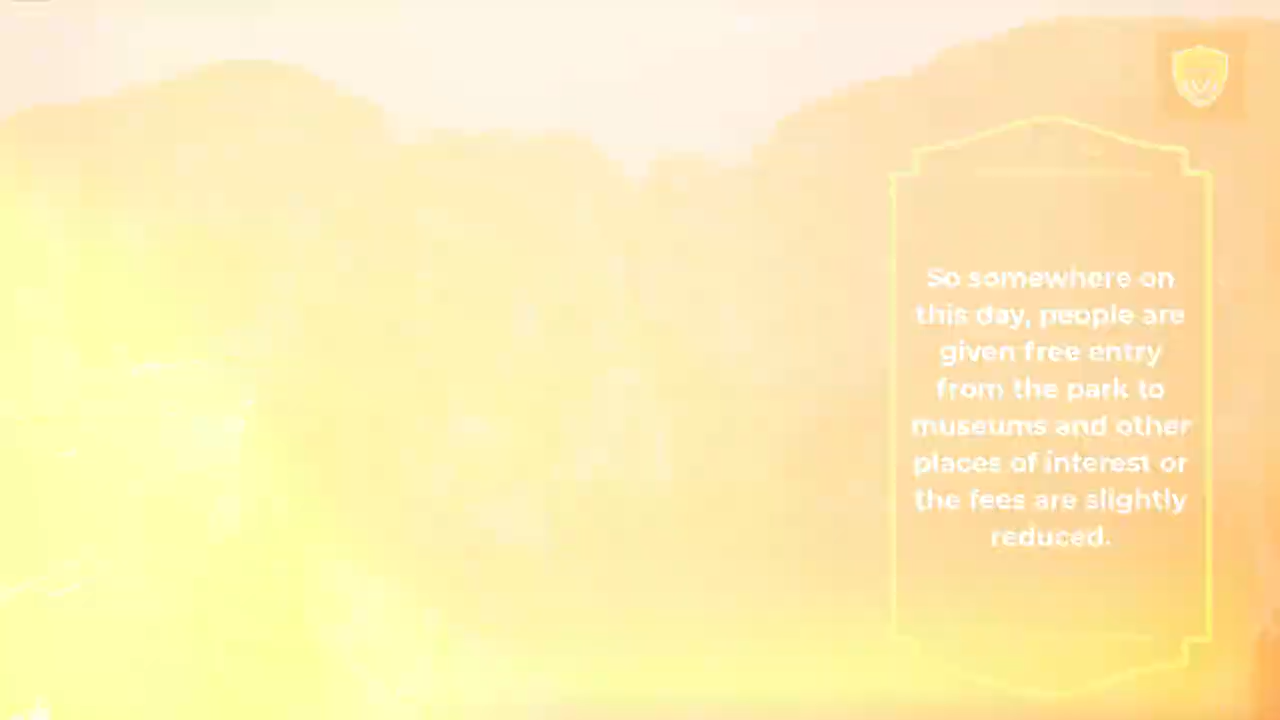 So somewhere on
this day, people are
given free entry
from the park to
museums and other
places of interest or
the fees are slightly
reduced.